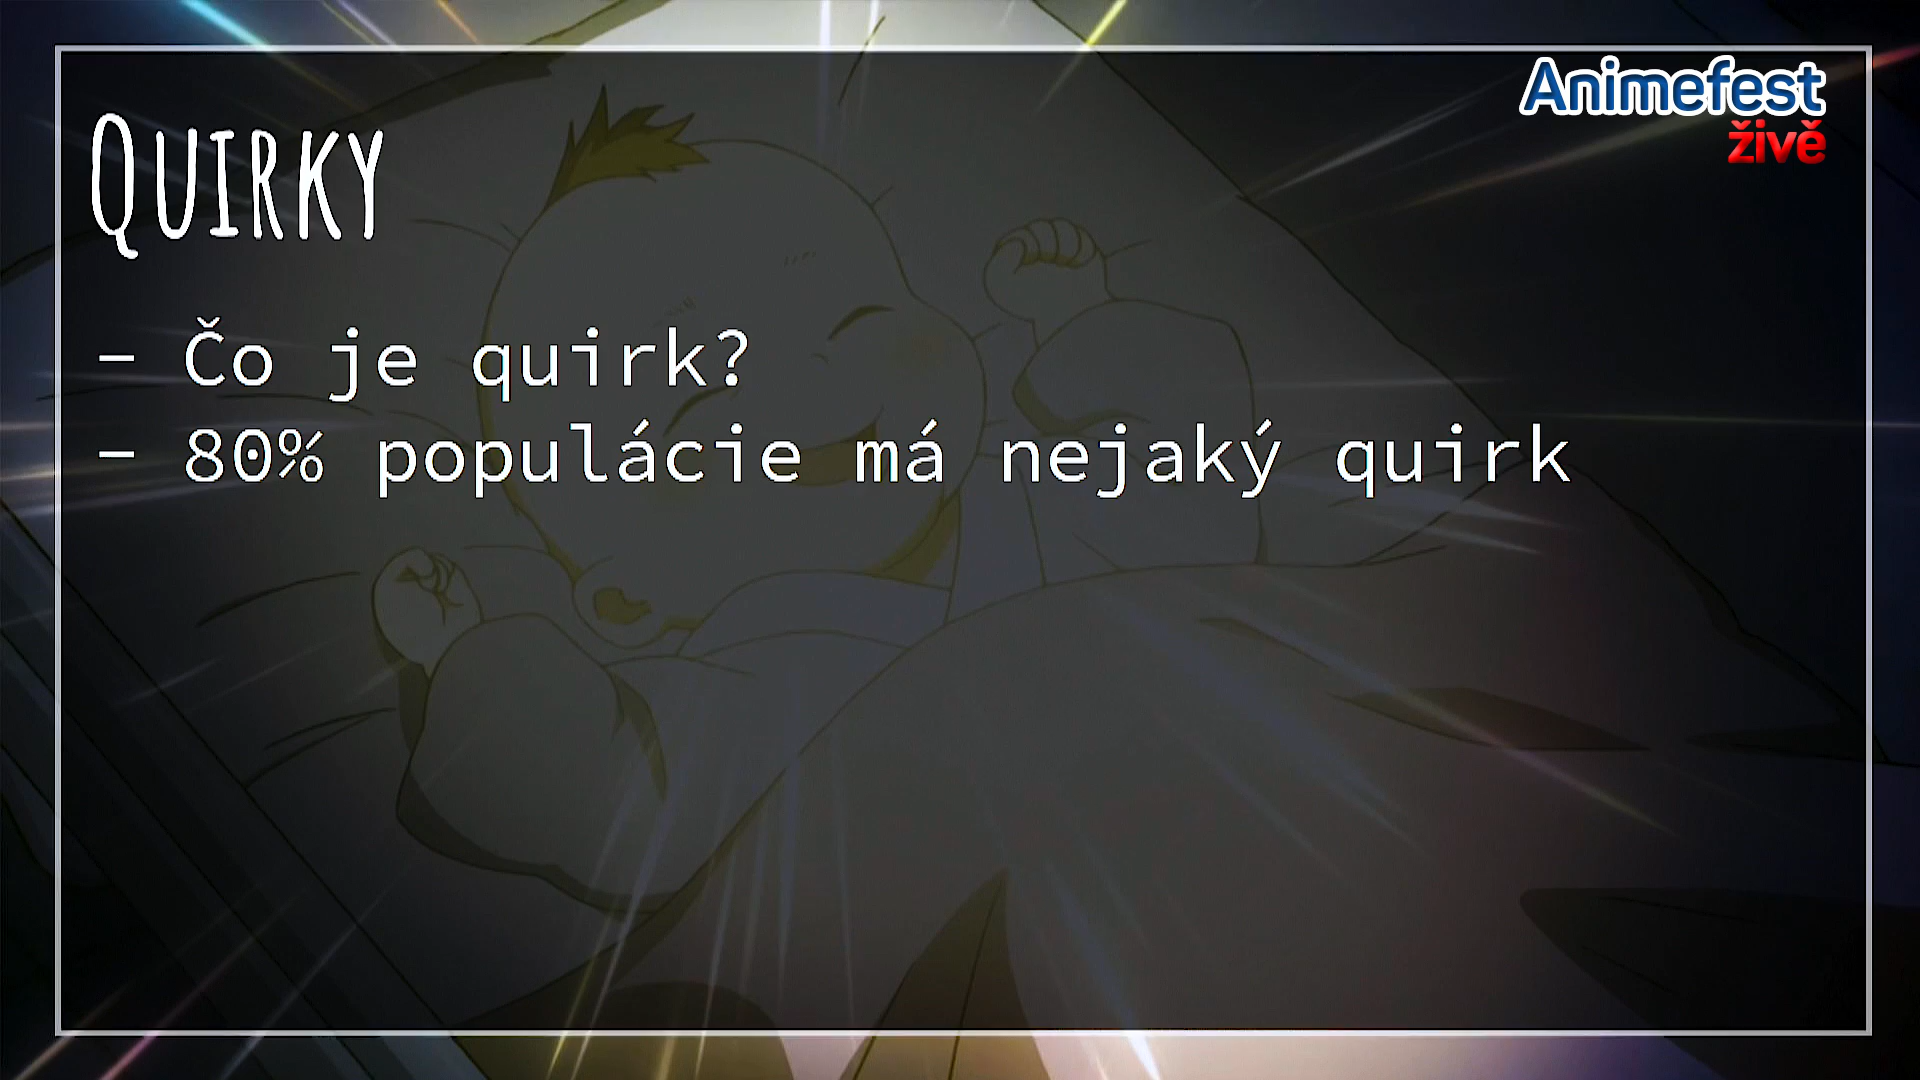 Animefest
živě
QUIRKY
- Čo je quirk?
- 80% populácie má nejaký quirk